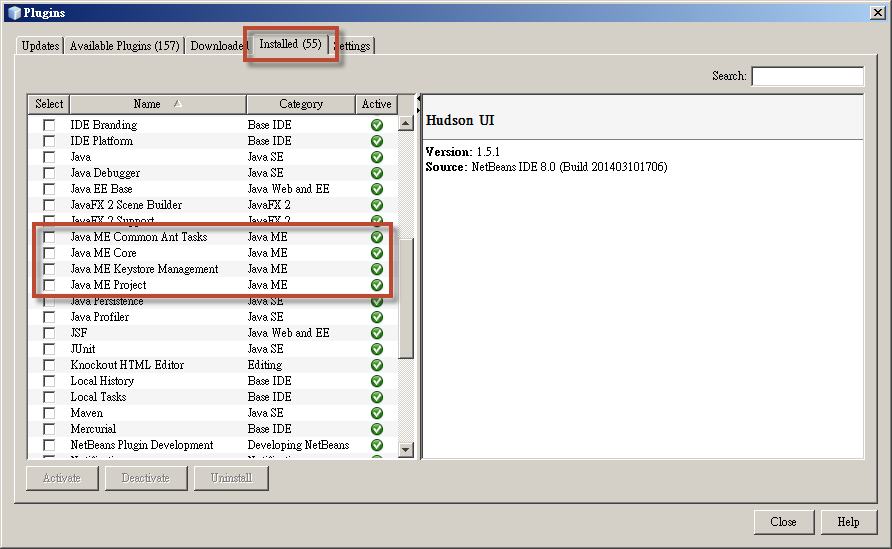 Plugins
Updates Available Plugins (157) Downloaded Installed (55) Settings
Search:
Select Name Category Active
IDE Branding Base IDE
IDE Platform Base IDE
Java Java SE
Java Debugger Java SE
Java EE Base Java Web and EE
JavaFX 2 Scene Builder JavaFX 2
JavaFX 2 Support JavaFX 2
Java ME Common Ant Tasks Java ME
Java ME Core Java ME
Java ME Keystore Management Java ME
Java ME Project Java ME
Java Persistence Java SE
Java Profiler Java SE
JSF Java Web and EE
JUnit Java SE
Knockout HTML Editor Editing
Local History Base IDE
Local Tasks Base IDE
Maven Java SE
Mercurial Base IDE
NetBeans Plugin Development Developing NetBeans
Hudson UI
Version: 1.5.1
Source: NetBeans IDE 8.0 (Build 201403101706)
Activate Deactivate Uninstall
Close Help